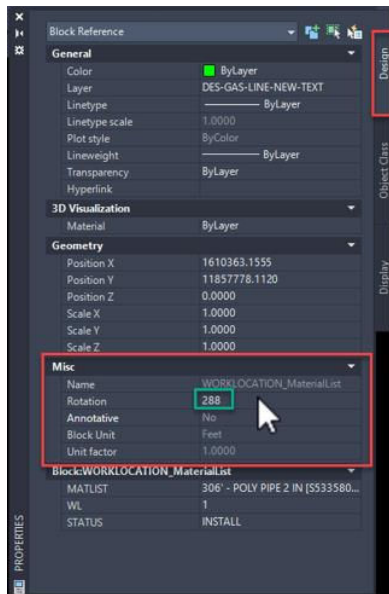 Block Reference
General
Color ByLayer
Layer DES-GAS-LINE-NEW-TEXT
Linetype ByLayer
Linetype scale 1.0000
Plot style ByColor
Lineweight ByLayer
Transparency ByLayer
Hyperlink
3D Visualization
Material ByLayer
Geometry
Position X 1610363.1555
Position Y 11857778.1120
Position Z 0.0000
Scale X 1.0000
Scale Y 1.0000
Scale Z 1.0000
Misc
Name WORKLOCATION_MaterialList
Rotation 288
Annotative No
Block Unit Feet
Unit factor 1.0000
Block:WORKLOCATION_MaterialList
MATLIST 306' - POLY PIPE 2 IN [S533580...
WL 1
STATUS INSTALL
Design
Object Class
Display
PROPERTIES